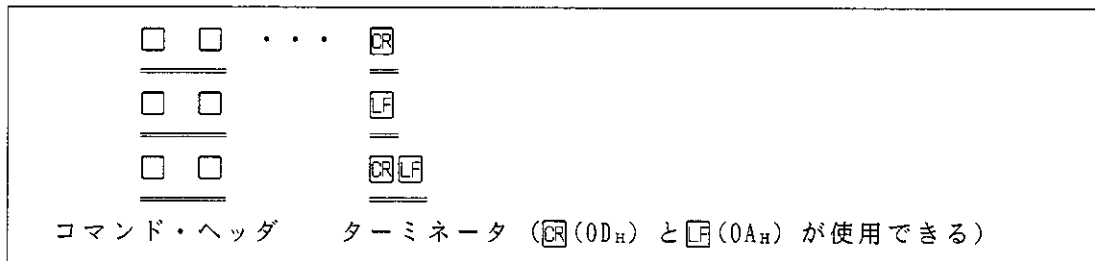 □ □ ・・・ CR
□ □ LF
□ □ CR LF
コマンド・ヘッダ ターミネータ (CR(0DH) とLF(0AH) が使用できる)